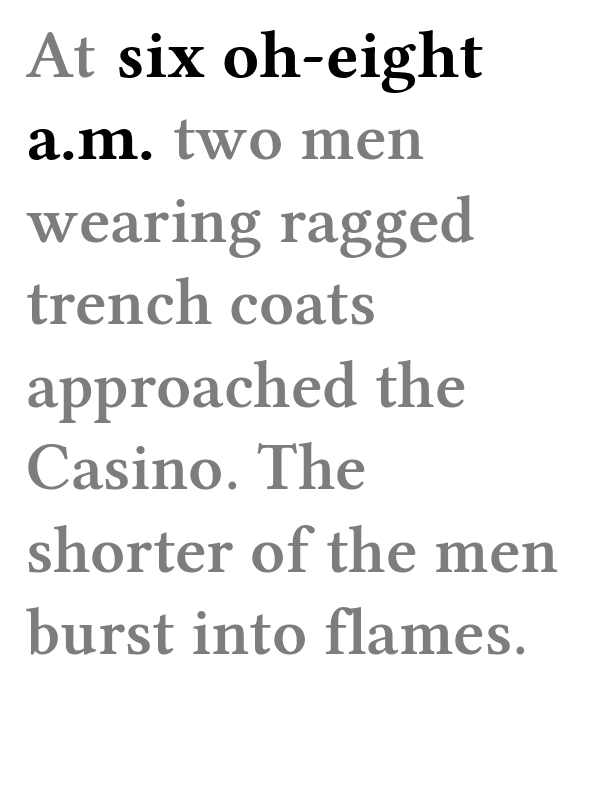 At six oh-eight
a.m. two men
wearing ragged
trench coats
approached the
Casino. The
shorter of the men
burst into flames.